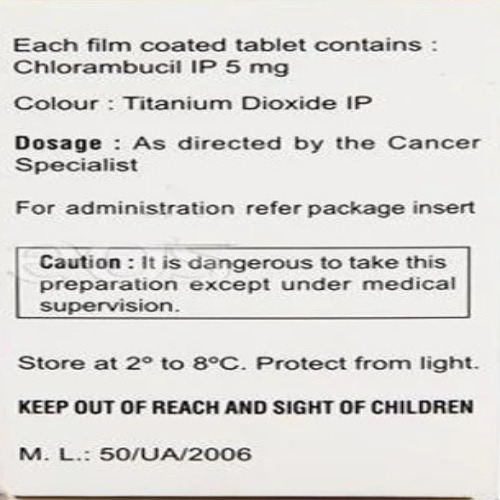 Each film coated tablet contains :
Chlorambucil IP 5 mg
Colour : Titanium Dioxide IP
Dosage : As directed by the Cancer
Specialist
For administration refer package insert
Caution : It is dangerous to take this
preparation except under medical
supervision.
Store at 2º to 8ºC. Protect from light.
KEEP OUT OF REACH AND SIGHT OF CHILDREN
M. L.: 50/UA/2006